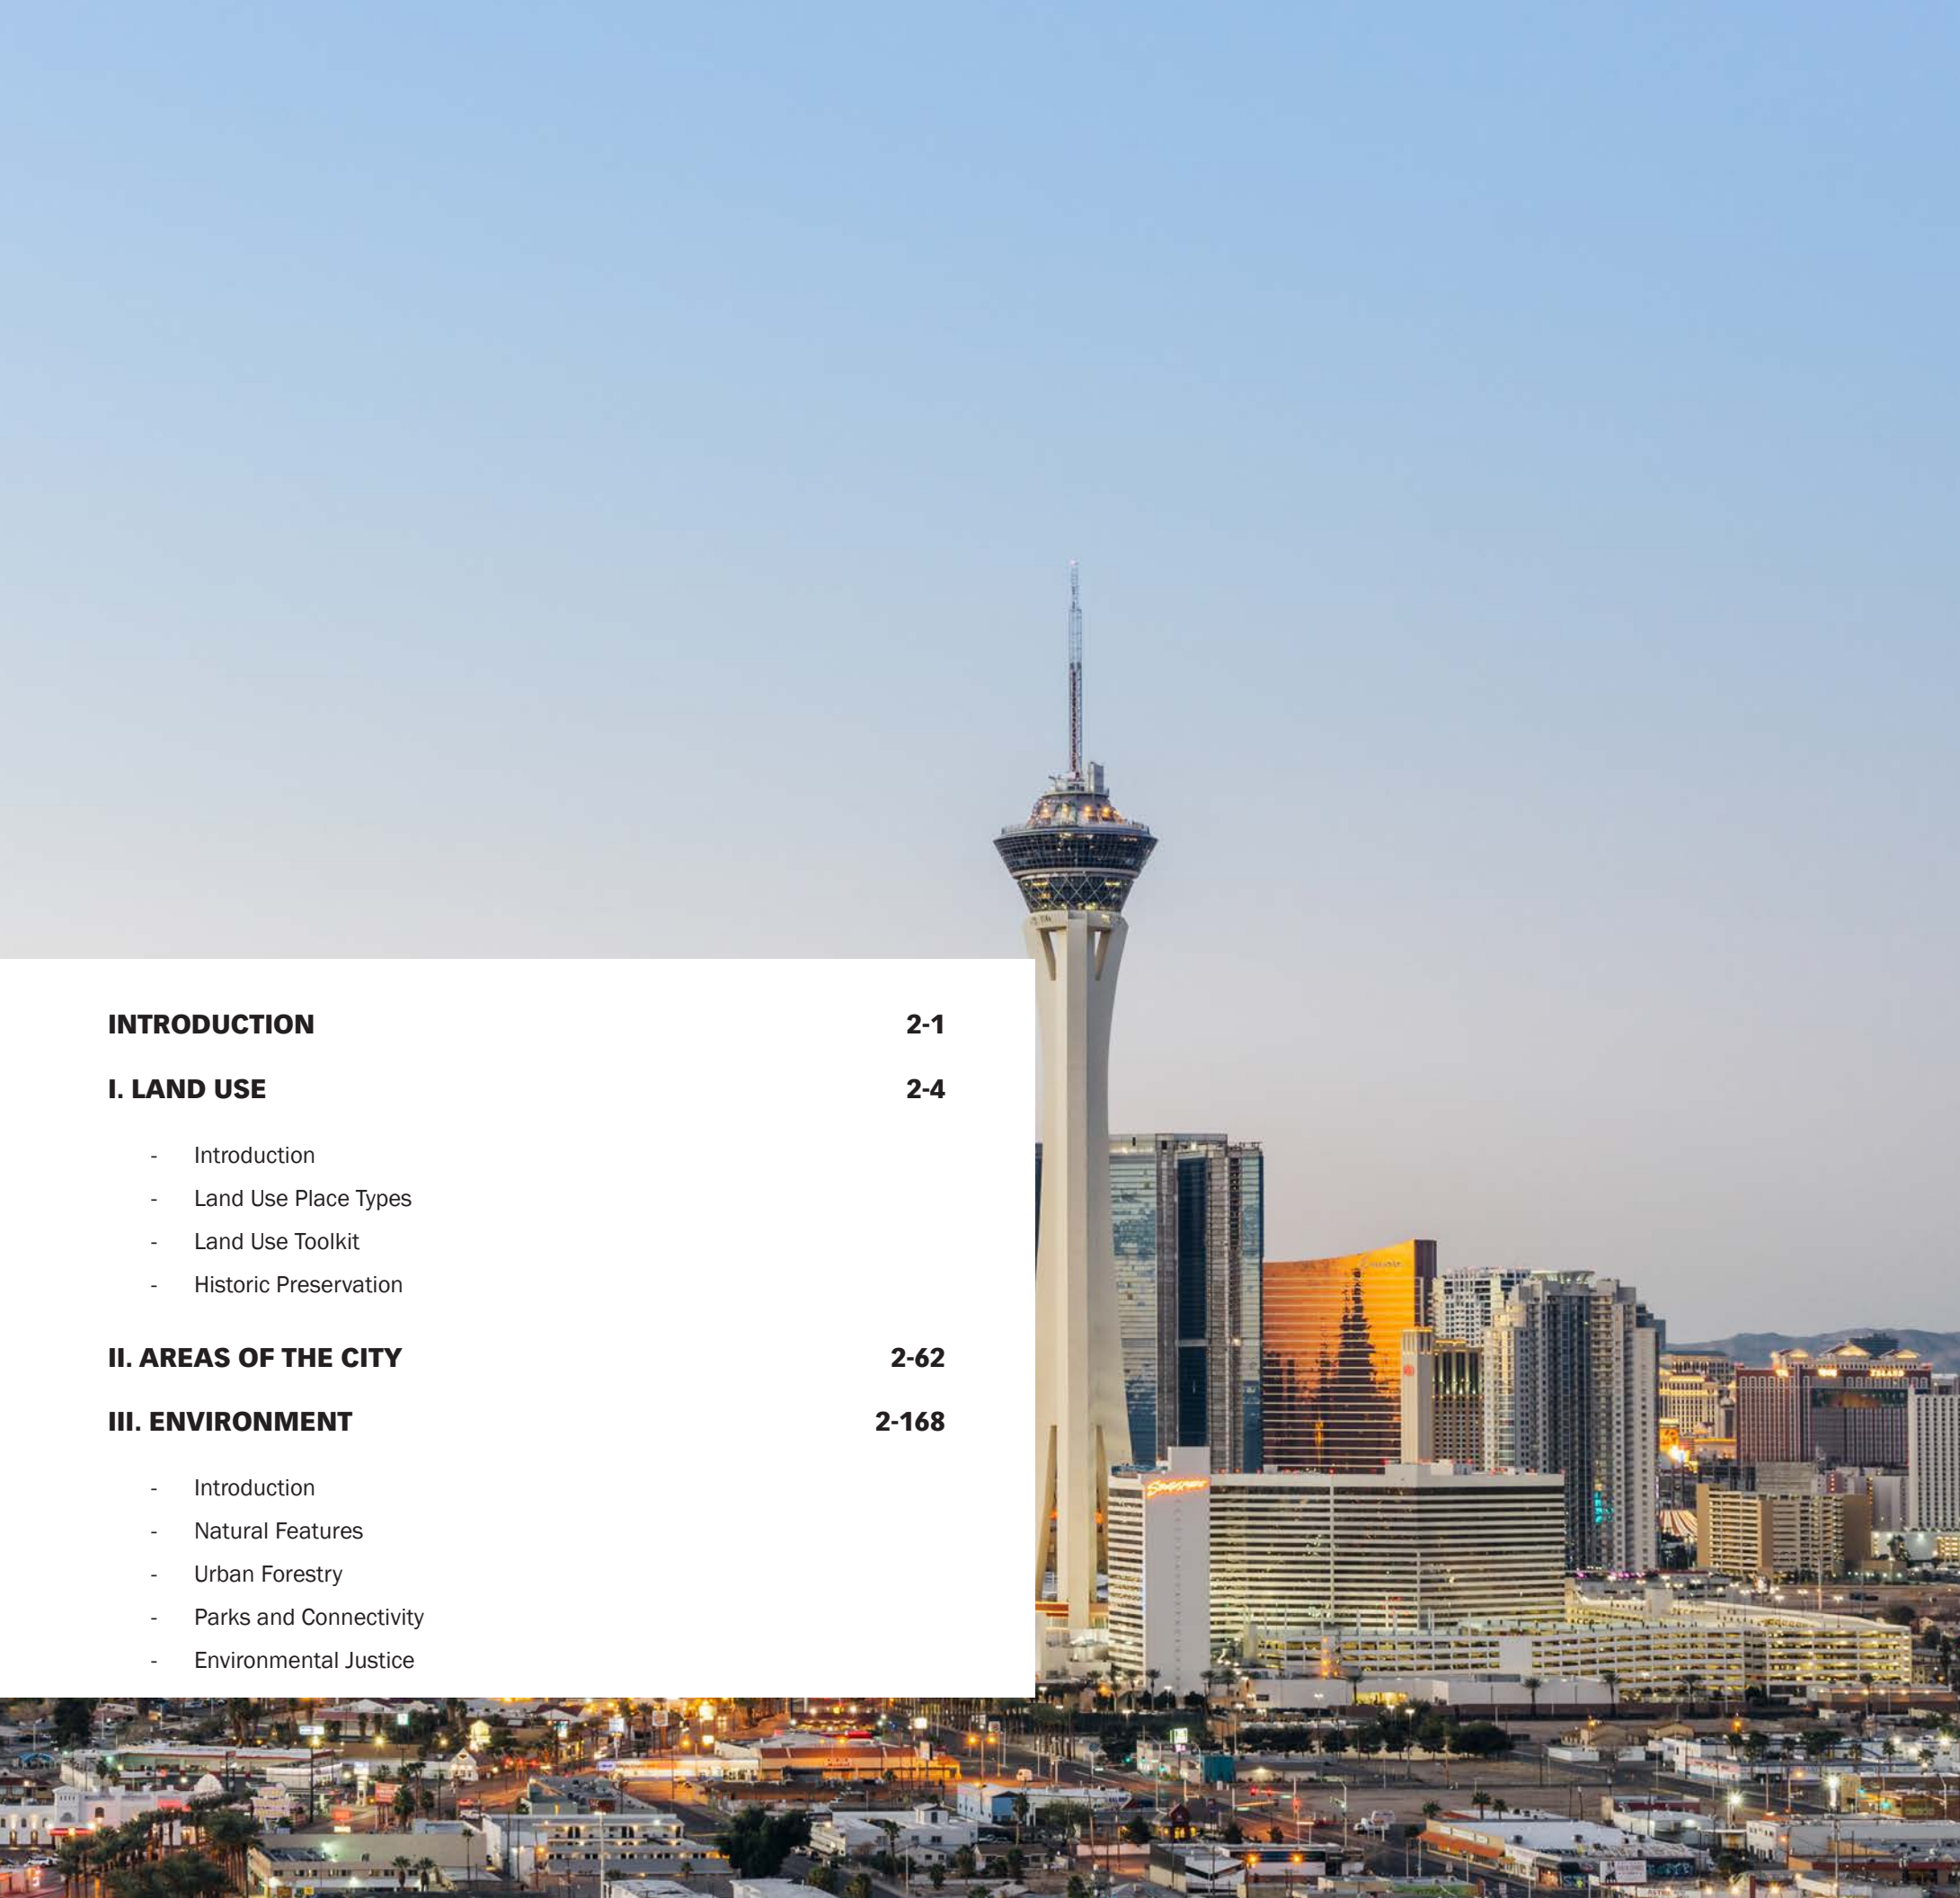 INTRODUCTION 2-1
I. LAND USE 2-4
- Introduction
- Land Use Place Types
- Land Use Toolkit
- Historic Preservation
II. AREAS OF THE CITY 2-62
III. ENVIRONMENT 2-168
- Introduction
- Natural Features
- Urban Forestry
- Parks and Connectivity
- Environmental Justice